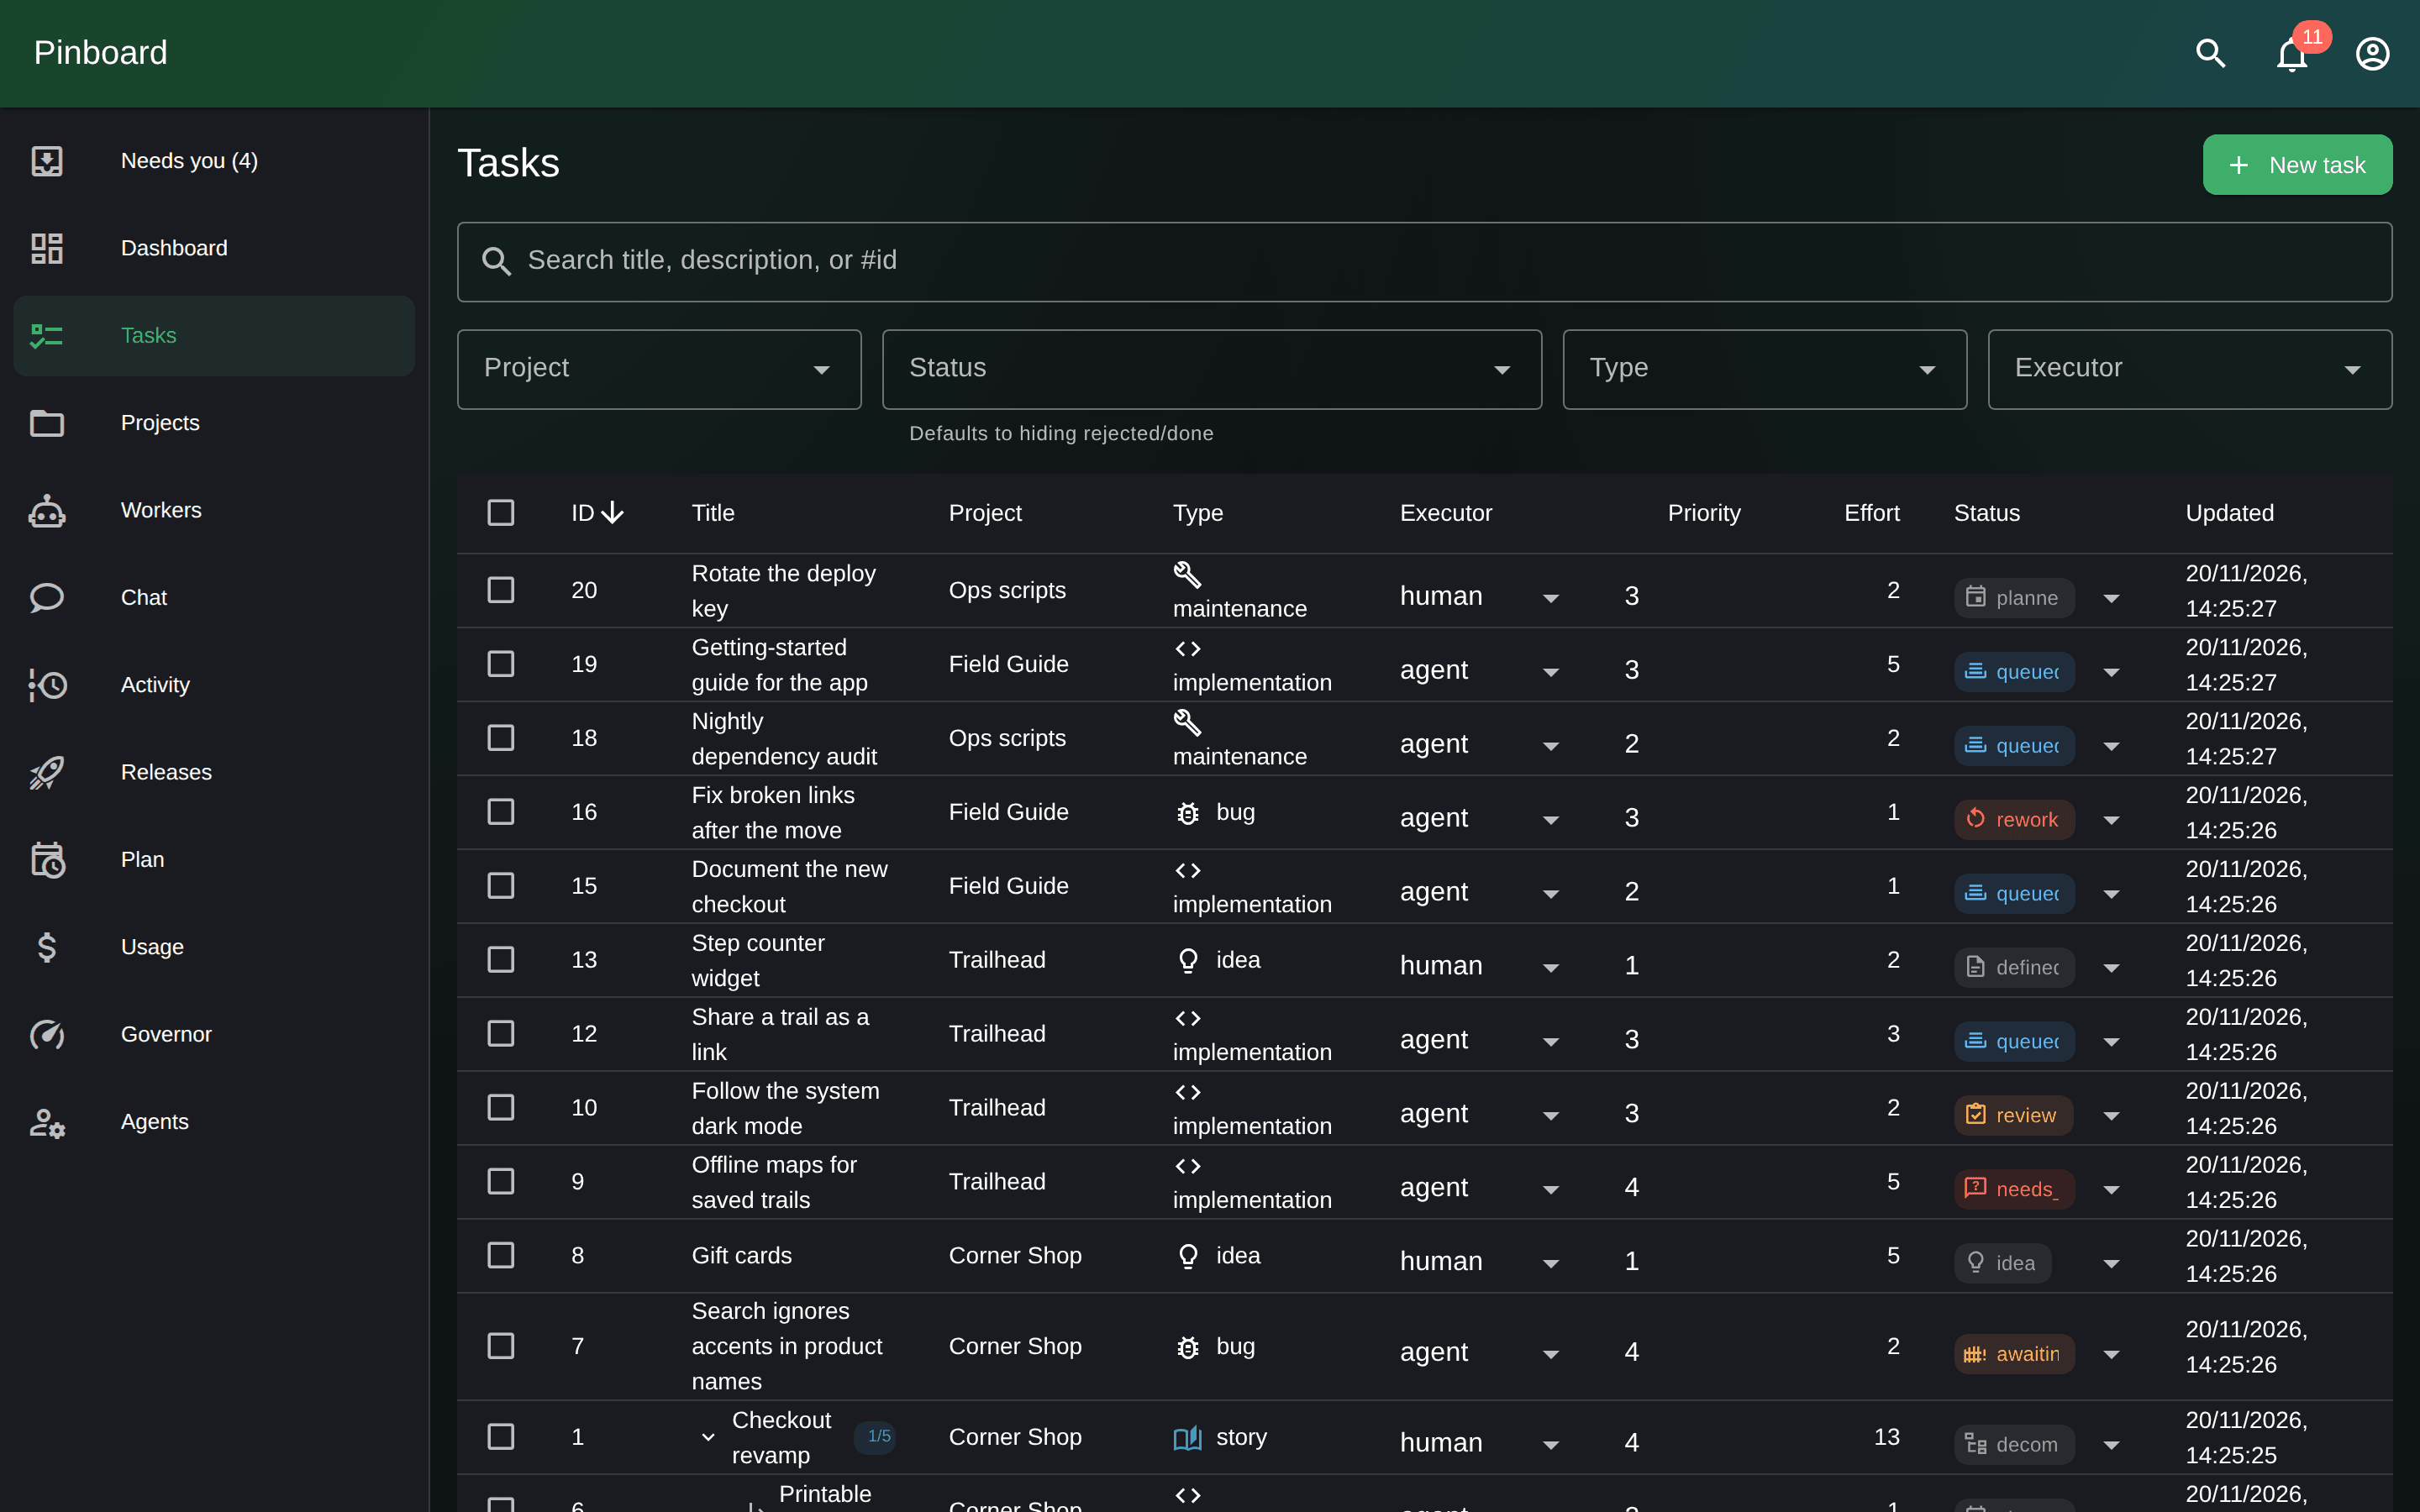 Pinboard
11
Needs you (4)
Dashboard
Tasks
Projects
Workers
Chat
Activity
Releases
Plan
Usage
Governor
Agents
Tasks
New task
Search title, description, or #id
Project
Status
Type
Executor
Defaults to hiding rejected/done
ID Title Project Type Executor Priority Effort Status Updated
20 Rotate the deploy key Ops scripts maintenance human 3 2 planne 20/11/2026, 14:25:27
19 Getting-started guide for the app Field Guide implementation agent 3 5 queued 20/11/2026, 14:25:27
18 Nightly dependency audit Ops scripts maintenance agent 2 2 queued 20/11/2026, 14:25:27
16 Fix broken links after the move Field Guide bug agent 3 1 rework 20/11/2026, 14:25:26
15 Document the new checkout Field Guide implementation agent 2 1 queued 20/11/2026, 14:25:26
13 Step counter widget Trailhead idea human 1 2 defined 20/11/2026, 14:25:26
12 Share a trail as a link Trailhead implementation agent 3 3 queued 20/11/2026, 14:25:26
10 Follow the system dark mode Trailhead implementation agent 3 2 review 20/11/2026, 14:25:26
9 Offline maps for saved trails Trailhead implementation agent 4 5 needs_ 20/11/2026, 14:25:26
8 Gift cards Corner Shop idea human 1 5 idea 20/11/2026, 14:25:26
7 Search ignores accents in product names Corner Shop bug agent 4 2 awaitin 20/11/2026, 14:25:26
1 Checkout revamp 1/5 Corner Shop story human 4 13 decom 20/11/2026, 14:25:25
6 Printable Corner Shop 1 20/11/2026,